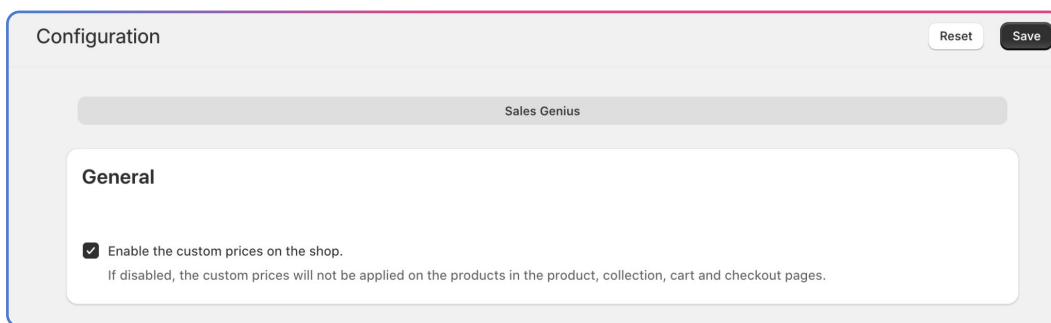 Configuration
Reset
Save
Sales Genius
General
Enable the custom prices on the shop.
If disabled, the custom prices will not be applied on the products in the product, collection, cart and checkout pages.